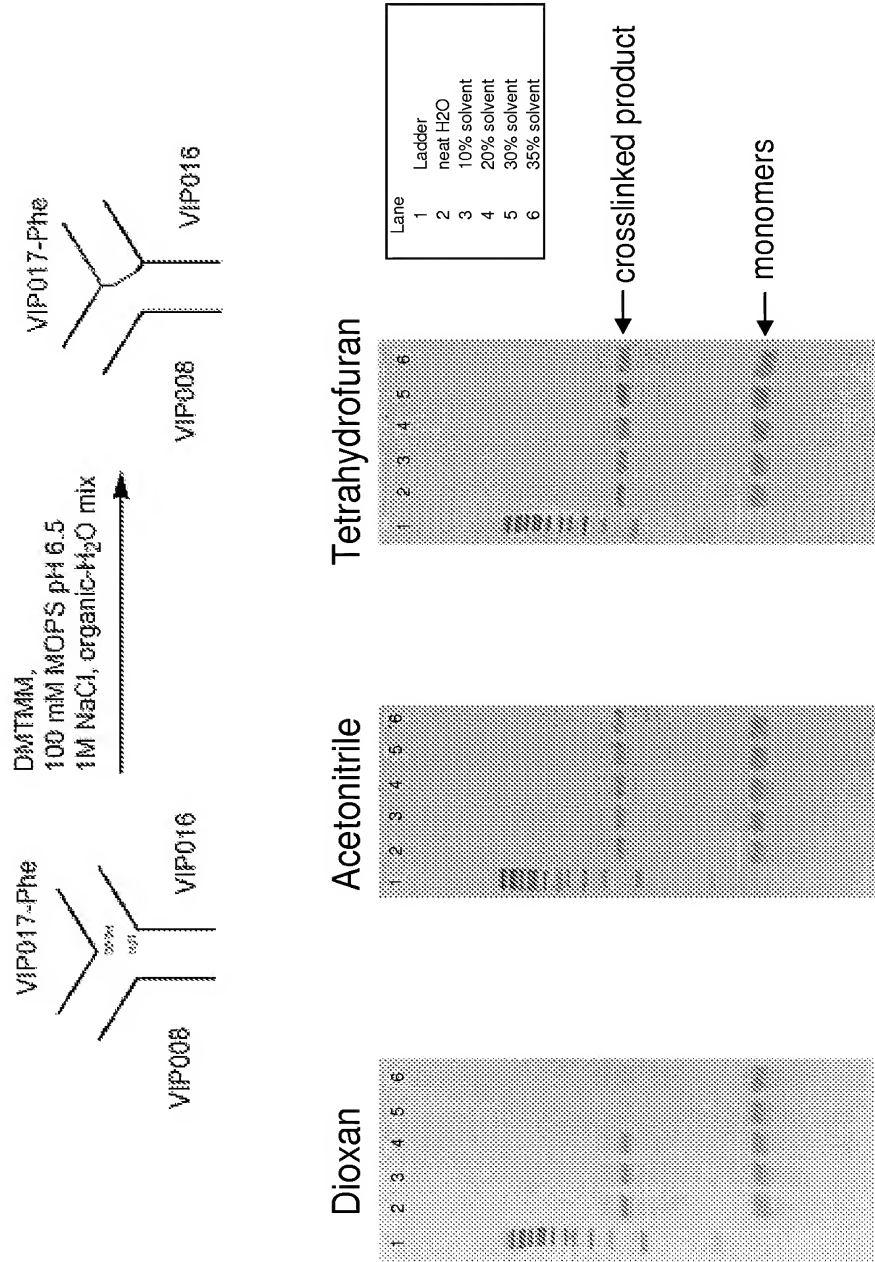 VIP017-Phe
VIP008
VIP016
DMTMM,
100 mM MOPS pH 6.5
1M NaCl, organic-H₂O mix
VIP017-Phe
VIP008
VIP016
Dioxan
1 2 3 4 5 6
Acetonitrile
1 2 3 4 5 6
Tetrahydrofuran
1 2 3 4 5 6
Lane
1 Ladder
2 neat H2O
3 10% solvent
4 20% solvent
5 30% solvent
6 35% solvent
crosslinked product
monomers